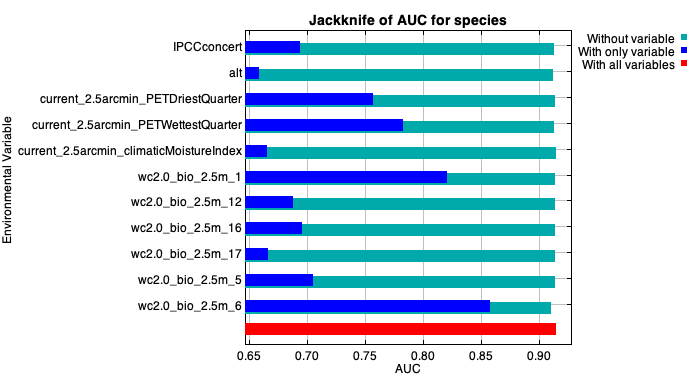 Jackknife of AUC for species
Without variable
With only variable
With all variables
Environmental Variable
IPCCconcert
alt
current_2.5arcmin_PETDriestQuarter
current_2.5arcmin_PETWettestQuarter
current_2.5arcmin_climaticMoistureIndex
wc2.0_bio_2.5m_1
wc2.0_bio_2.5m_12
wc2.0_bio_2.5m_16
wc2.0_bio_2.5m_17
wc2.0_bio_2.5m_5
wc2.0_bio_2.5m_6
0.65 0.70 0.75 0.80 0.85 0.90
AUC